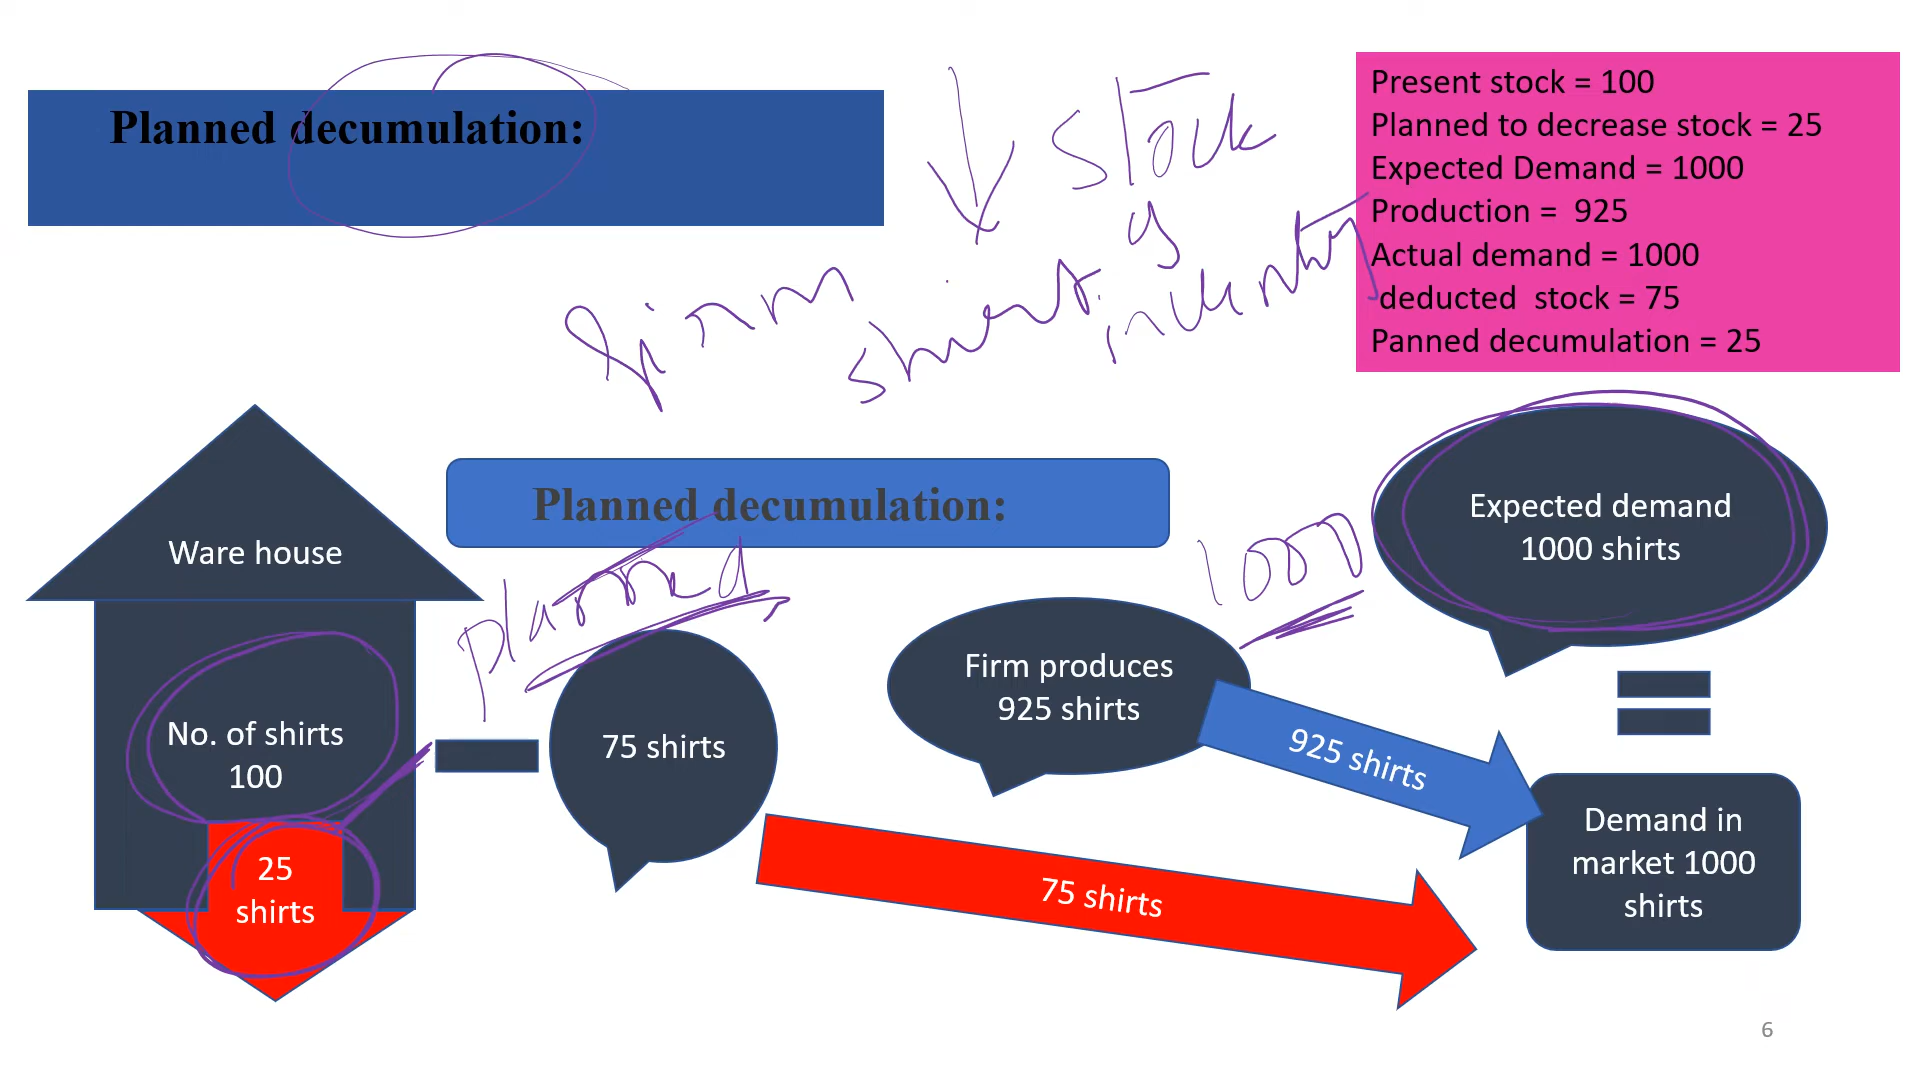 Planned decumulation:
↓ stock
of
firm
shirt
inventory
Present stock = 100
Planned to decrease stock = 25
Expected Demand = 1000
Production =  925
Actual demand = 1000
deducted  stock = 75
Panned decumulation = 25
Planned decumulation:
planned
1000
Expected demand
1000 shirts
Ware house
No. of shirts
100
25
shirts
75 shirts
Firm produces
925 shirts
925 shirts
75 shirts
Demand in
market 1000
shirts
6